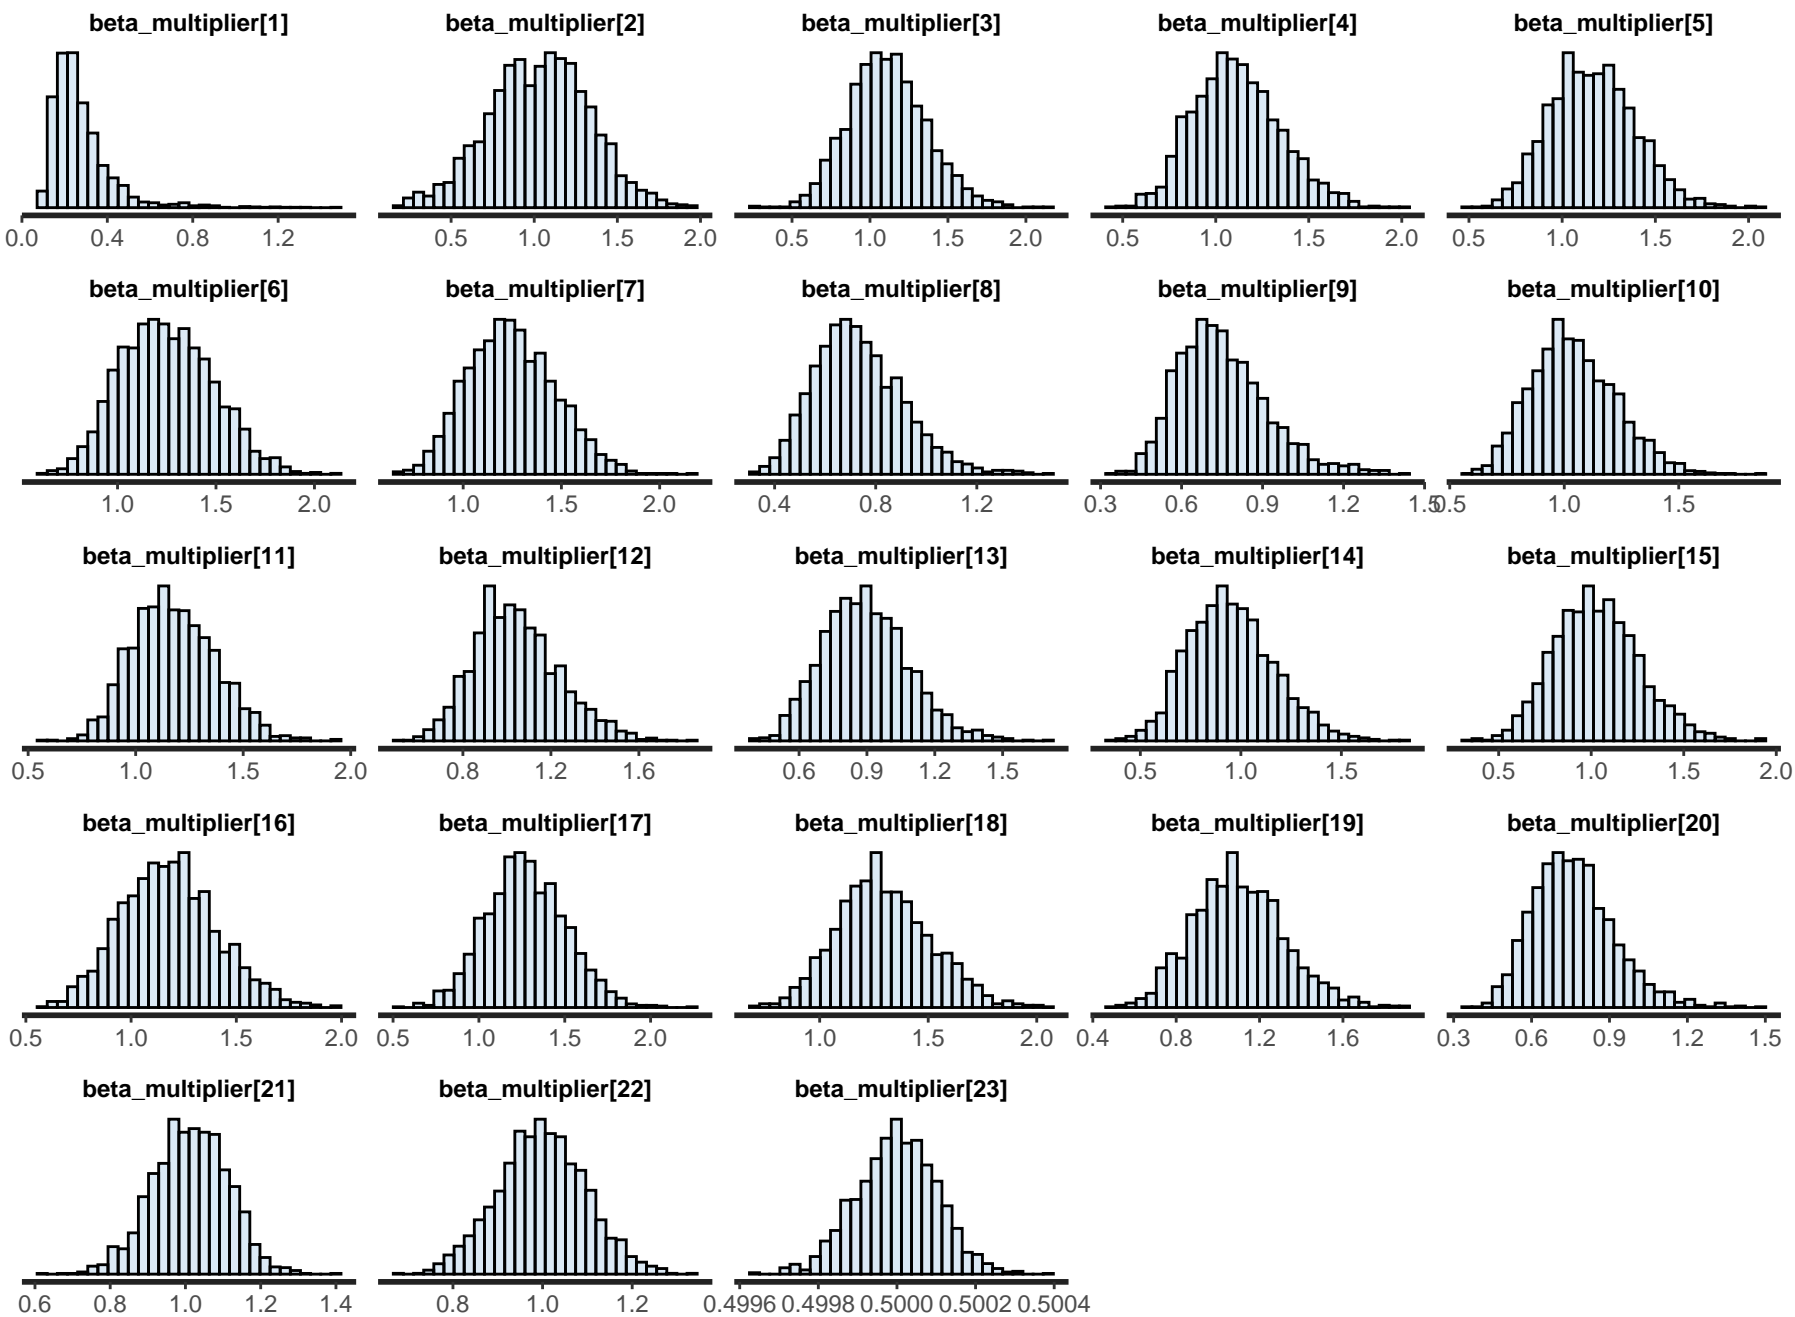 beta_multiplier[1] beta_multiplier[2] beta_multiplier[3] beta_multiplier[4] beta_multiplier[5]
0.0 0.4 0.8 1.2 0.5 1.0 1.5 2.0 0.5 1.0 1.5 2.0 0.5 1.0 1.5 2.0 0.5 1.0 1.5 2.0
beta_multiplier[6] beta_multiplier[7] beta_multiplier[8] beta_multiplier[9] beta_multiplier[10]
1.0 1.5 2.0 1.0 1.5 2.0 0.4 0.8 1.2 0.3 0.6 0.9 1.2 1.5 0.5 1.0 1.5
beta_multiplier[11] beta_multiplier[12] beta_multiplier[13] beta_multiplier[14] beta_multiplier[15]
0.5 1.0 1.5 2.0 0.8 1.2 1.6 0.6 0.9 1.2 1.5 0.5 1.0 1.5 0.5 1.0 1.5 2.0
beta_multiplier[16] beta_multiplier[17] beta_multiplier[18] beta_multiplier[19] beta_multiplier[20]
0.5 1.0 1.5 2.0 0.5 1.0 1.5 2.0 1.0 1.5 2.0 0.4 0.8 1.2 1.6 0.3 0.6 0.9 1.2 1.5
beta_multiplier[21] beta_multiplier[22] beta_multiplier[23]
0.6 0.8 1.0 1.2 1.4 0.8 1.0 1.2 0.4996 0.4998 0.5000 0.5002 0.5004